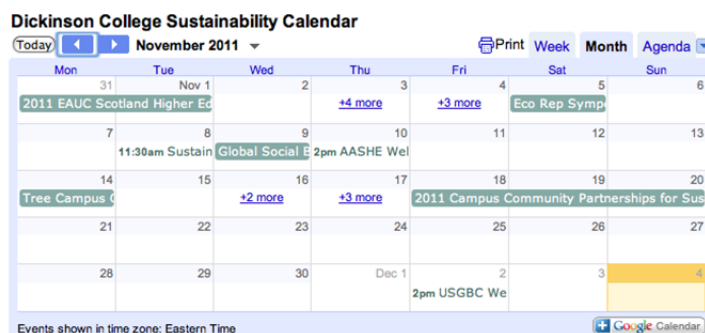 Dickinson College Sustainability Calendar
Today November 2011 Print Week Month Agenda
Mon Tue Wed Thu Fri Sat Sun
31 Nov 1 2 3 4 5 6
2011 EAUC Scotland Higher Ed +4 more +3 more Eco Rep Symp
7 8 9 10 11 12 13
11:30am Sustain Global Social E 2pm AASHE Wel
14 15 16 17 18 19 20
Tree Campus +2 more +3 more 2011 Campus Community Partnerships for Sus
21 22 23 24 25 26 27
28 29 30 Dec 1 2 3 4
2pm USGBC We
Events shown in time zone: Eastern Time
Google Calendar